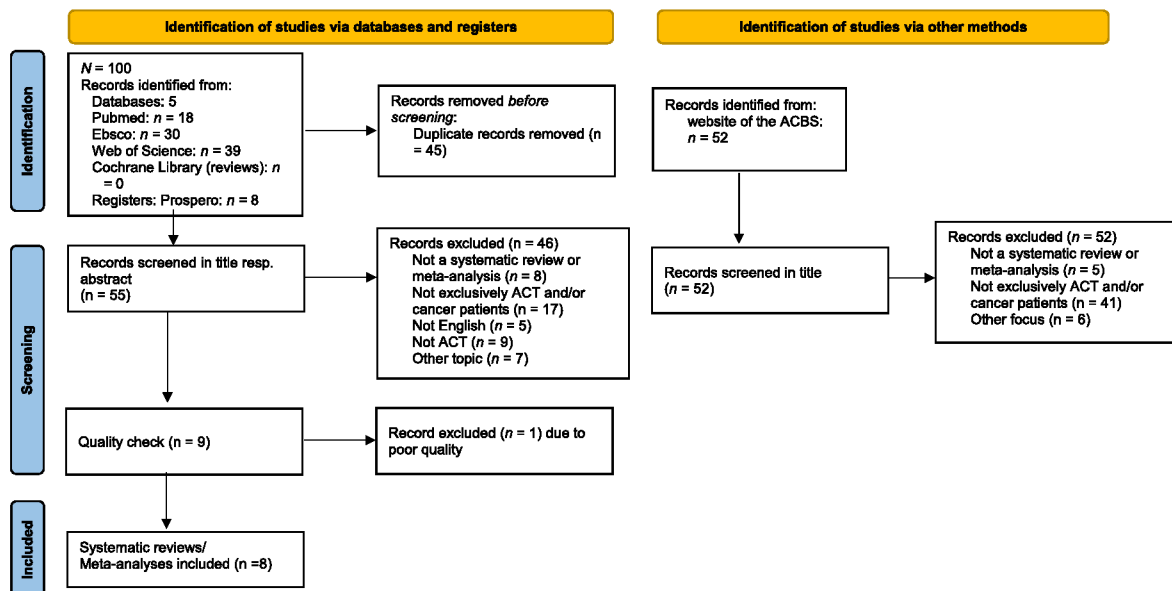 Identification of studies via databases and registers
Identification of studies via other methods
Identification
N = 100
Records identified from:
Databases: 5
Pubmed: n = 18
Ebsco: n = 30
Web of Science: n = 39
Cochrane Library (reviews): n
= 0
Registers: Prospero: n = 8
Records removed before
screening:
Duplicate records removed (n
= 45)
Records identified from:
website of the ACBS:
n = 52
Screening
Records screened in title resp.
abstract
(n = 55)
Records excluded (n = 46)
Not a systematic review or
meta-analysis (n = 8)
Not exclusively ACT and/or
cancer patients (n = 17)
Not English (n = 5)
Not ACT (n = 9)
Other topic (n = 7)
Records screened in title
(n = 52)
Records excluded (n = 52)
Not a systematic review or
meta-analysis (n = 5)
Not exclusively ACT and/or
cancer patients (n = 41)
Other focus (n = 6)
Quality check (n = 9)
Record excluded (n = 1) due to
poor quality
Included
Systematic reviews/
Meta-analyses included (n =8)